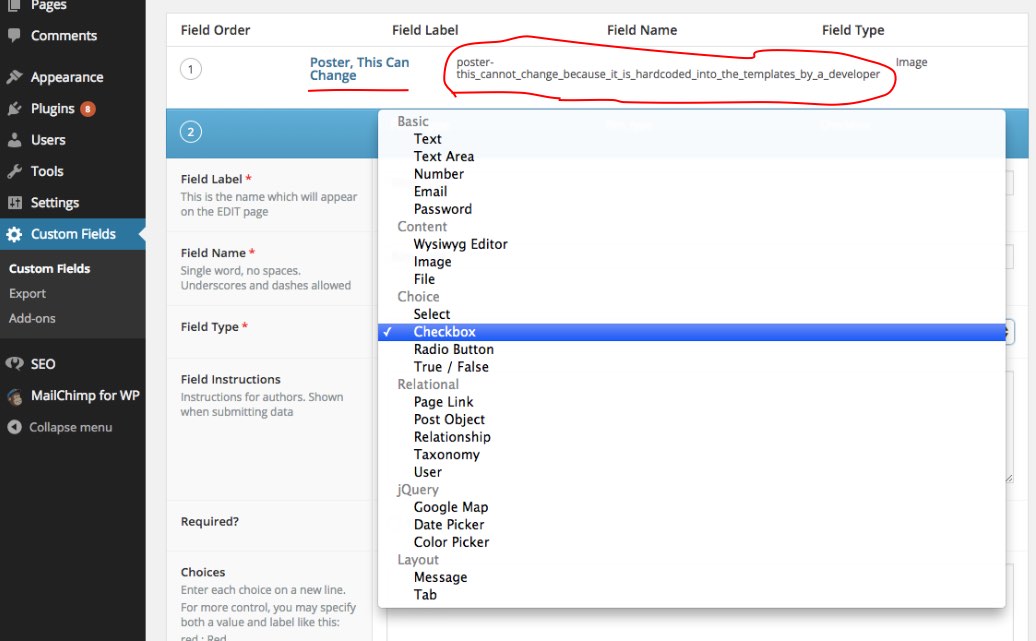 Pages
Comments
Appearance
Plugins 8
Users
Tools
Settings
Custom Fields
Custom Fields
Export
Add-ons
SEO
MailChimp for WP
Collapse menu
Field Order Field Label Field Name Field Type
1 Poster, This Can
Change
poster-
this_cannot_change_because_it_is_hardcoded_into_the_templates_by_a_developer
Image
2
Field Label *
This is the name which will appear
on the EDIT page
Field Name *
Single word, no spaces.
Underscores and dashes allowed
Field Type *
Field Instructions
Instructions for authors. Shown
when submitting data
Required?
Choices
Enter each choice on a new line.
For more control, you may specify
both a value and label like this:
red : Red
Basic
Text
Text Area
Number
Email
Password
Content
Wysiwyg Editor
Image
File
Choice
Select
✓ Checkbox
Radio Button
True / False
Relational
Page Link
Post Object
Relationship
Taxonomy
User
jQuery
Google Map
Date Picker
Color Picker
Layout
Message
Tab